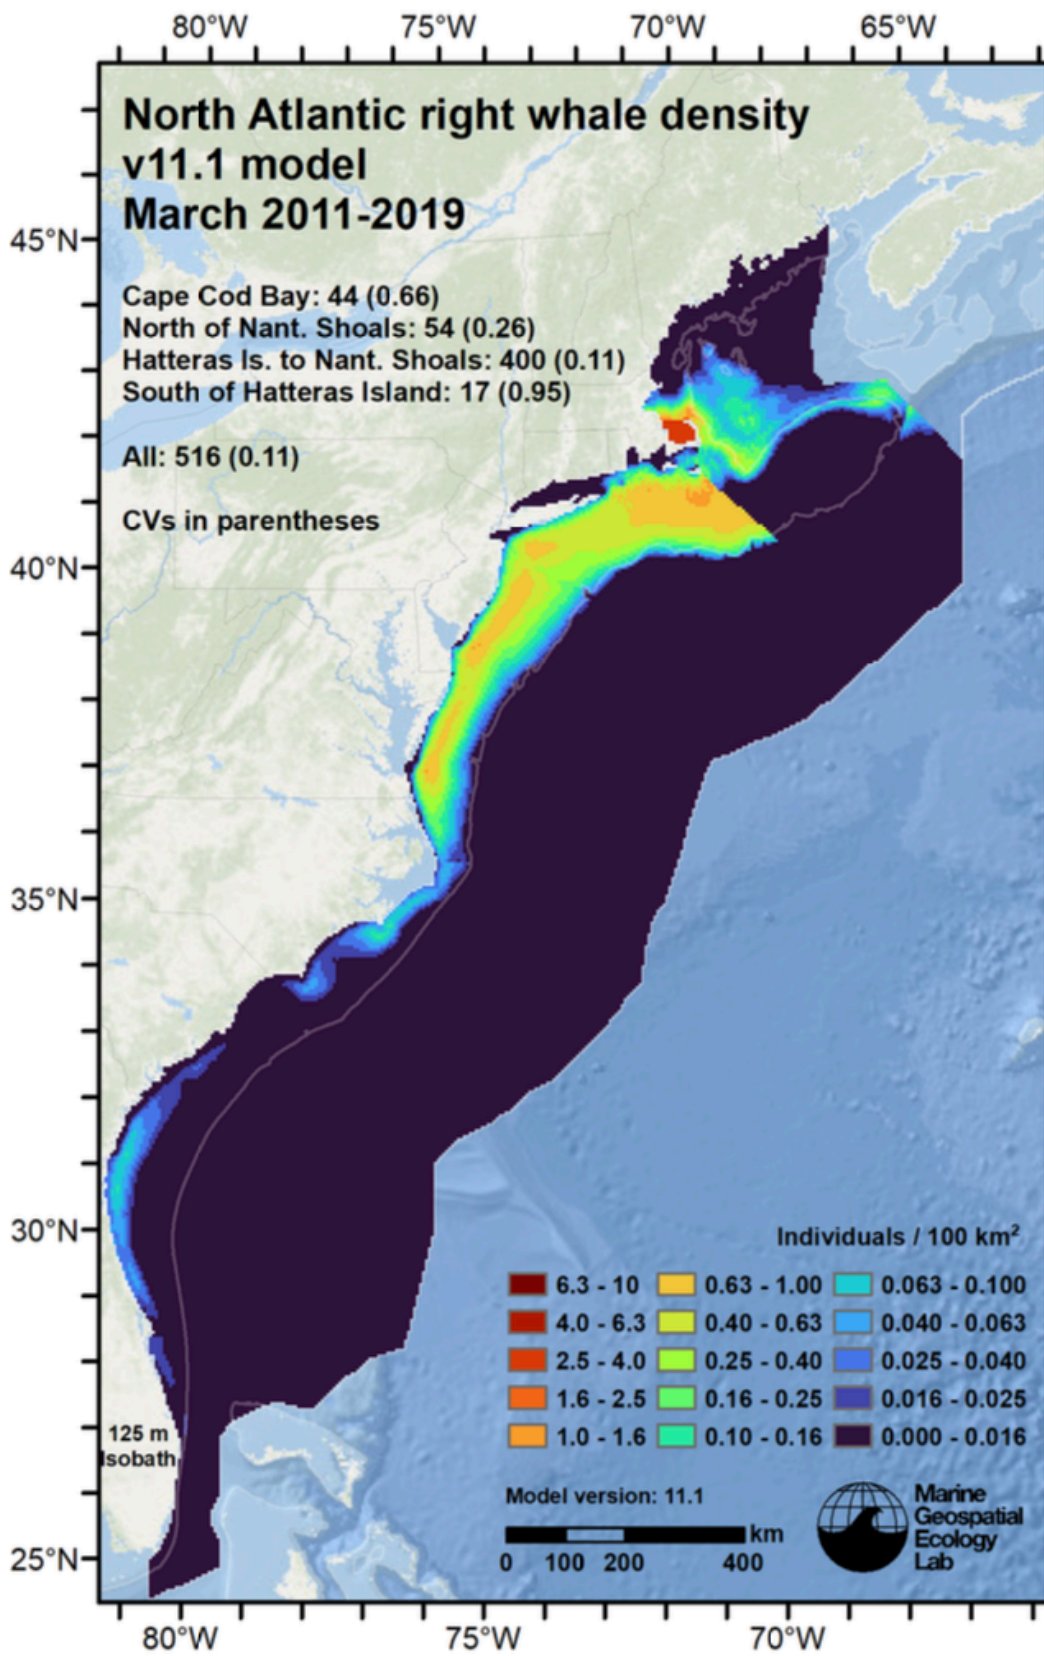 80°W 75°W 70°W 65°W
North Atlantic right whale density
v11.1 model
March 2011-2019
45°N
Cape Cod Bay: 44 (0.66)
North of Nant. Shoals: 54 (0.26)
Hatteras Is. to Nant. Shoals: 400 (0.11)
South of Hatteras Island: 17 (0.95)
All: 516 (0.11)
CVs in parentheses
40°N
35°N
30°N
Individuals / 100 km²
6.3 - 10 0.63 - 1.00 0.063 - 0.100
4.0 - 6.3 0.40 - 0.63 0.040 - 0.063
2.5 - 4.0 0.25 - 0.40 0.025 - 0.040
1.6 - 2.5 0.16 - 0.25 0.016 - 0.025
1.0 - 1.6 0.10 - 0.16 0.000 - 0.016
125 m
Isobath
Model version: 11.1
km
0 100 200 400
Marine
Geospatial
Ecology
Lab
25°N
80°W 75°W 70°W